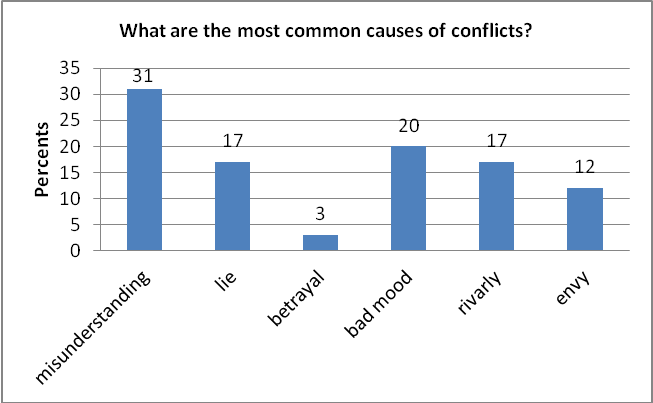 What are the most common causes of conflicts?
Percents
35
30
25
20
15
10
5
0
31
17
3
20
17
12
misunderstanding
lie
betrayal
bad mood
rivarly
envy